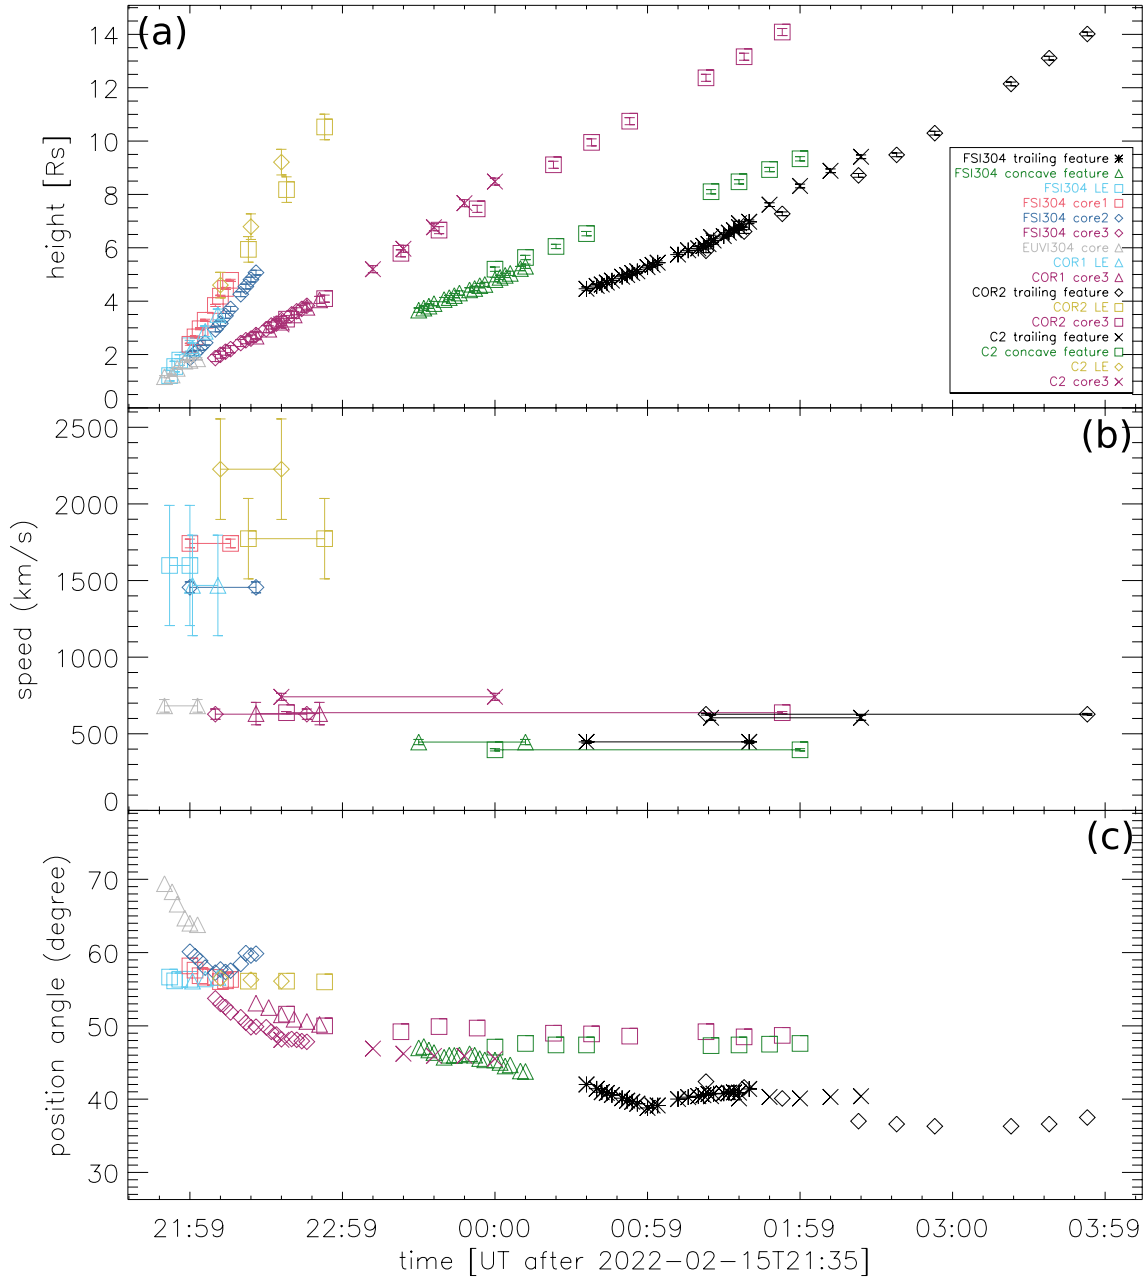 (a)
14
12
10
8
6
4
2
0
height [Rs]
FSI304 trailing feature
FSI304 concave feature
FSI304 LE
FSI304 core1
FSI304 core2
FSI304 core3
EUVI304 core
COR1 LE
COR1 core3
COR2 trailing feature
COR2 LE
COR2 core3
C2 trailing feature
C2 concave feature
C2 LE
C2 core3
(b)
2500
2000
1500
1000
500
0
speed (km/s)
(c)
70
60
50
40
30
position angle (degree)
21:59 22:59 00:00 00:59 01:59 03:00 03:59
time [UT after 2022-02-15T21:35]